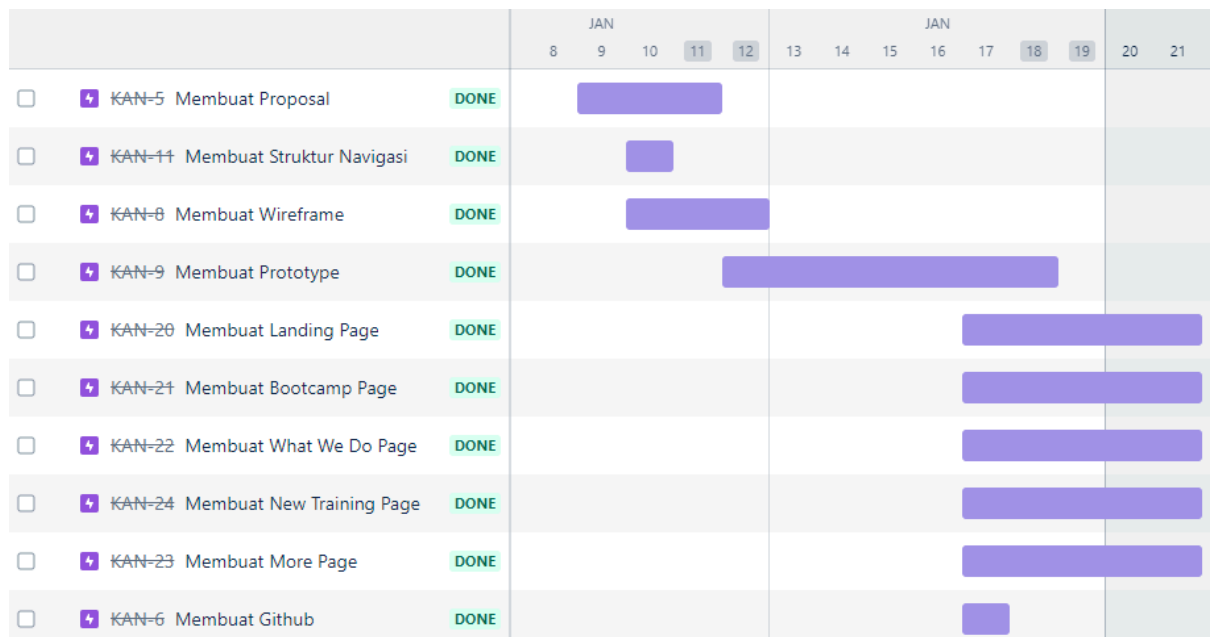 JAN JAN
8 9 10 11 12 13 14 15 16 17 18 19 20 21
KAN-5 Membuat Proposal DONE
KAN-11 Membuat Struktur Navigasi DONE
KAN-8 Membuat Wireframe DONE
KAN-9 Membuat Prototype DONE
KAN-20 Membuat Landing Page DONE
KAN-21 Membuat Bootcamp Page DONE
KAN-22 Membuat What We Do Page DONE
KAN-24 Membuat New Training Page DONE
KAN-23 Membuat More Page DONE
KAN-6 Membuat Github DONE